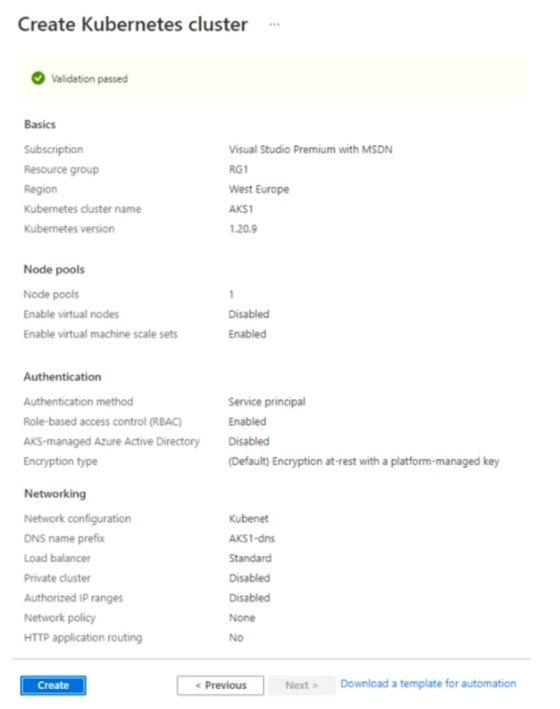 Create Kubernetes cluster ...
Validation passed
Basics
Subscription Visual Studio Premium with MSDN
Resource group RG1
Region West Europe
Kubernetes cluster name AKS1
Kubernetes version 1.20.9
Node pools
Node pools 1
Enable virtual nodes Disabled
Enable virtual machine scale sets Enabled
Authentication
Authentication method Service principal
Role-based access control (RBAC) Enabled
AKS-managed Azure Active Directory Disabled
Encryption type (Default) Encryption at-rest with a platform-managed key
Networking
Network configuration Kubenet
DNS name prefix AKS1-dns
Load balancer Standard
Private cluster Disabled
Authorized IP ranges Disabled
Network policy None
HTTP application routing No
Create < Previous Next > Download a template for automation